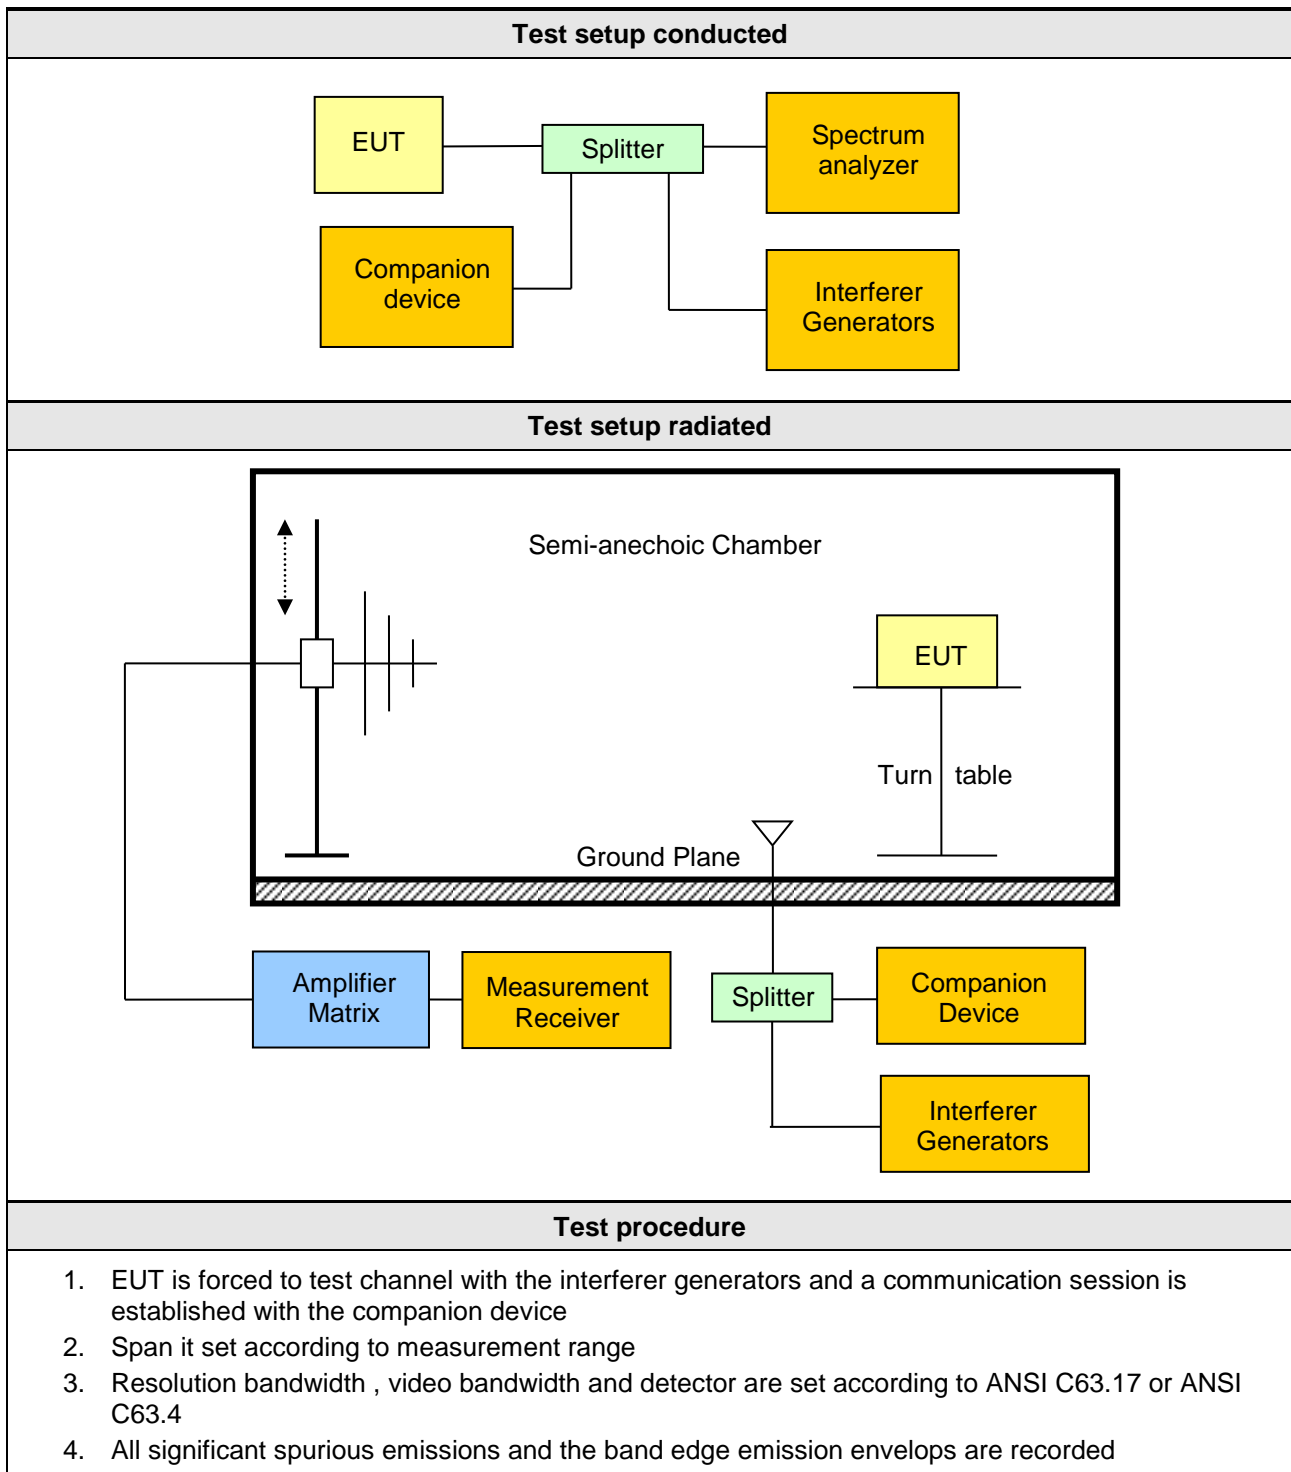 Test setup conducted
EUT
Splitter
Spectrum
analyzer
Companion
device
Interferer
Generators
Test setup radiated
Semi-anechoic Chamber
EUT
Turn table
Ground Plane
Amplifier
Matrix
Measurement
Receiver
Splitter
Companion
Device
Interferer
Generators
Test procedure
1. EUT is forced to test channel with the interferer generators and a communication session is
established with the companion device
2. Span it set according to measurement range
3. Resolution bandwidth , video bandwidth and detector are set according to ANSI C63.17 or ANSI
C63.4
4. All significant spurious emissions and the band edge emission envelops are recorded